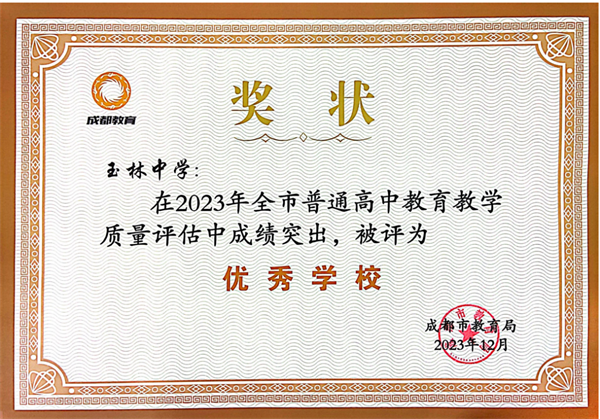 成都教育
奖 状
玉林中学：
在2023年全市普通高中教育教学
质量评估中成绩突出，被评为
优秀学校
成都市教育局
2023年12月